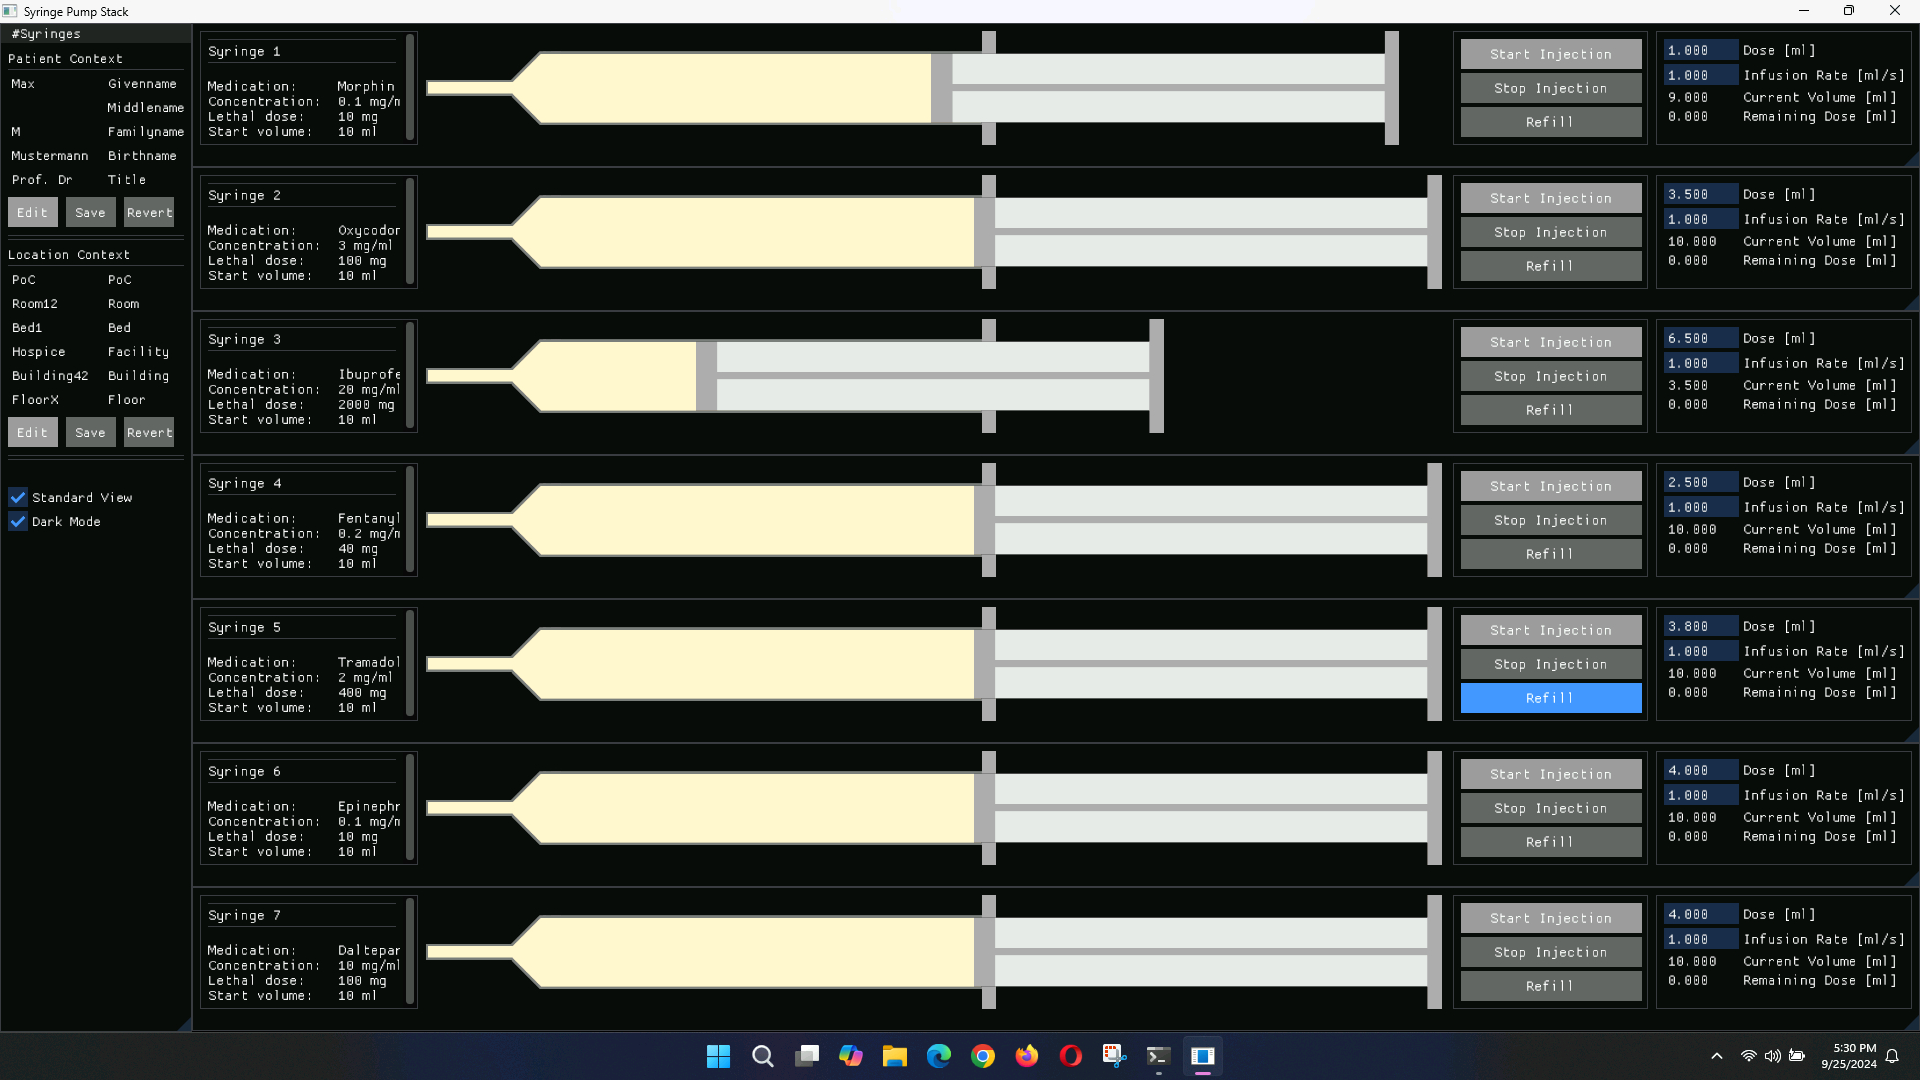 Syringe Pump Stack
#Syringes
Patient Context
Max Givenname
Middlename
M Familyname
Mustermann Birthname
Prof. Dr Title
Edit Save Revert
Location Context
PoC PoC
Room12 Room
Bed1 Bed
Hospice Facility
Building42 Building
FloorX Floor
Edit Save Revert
Standard View
Dark Mode
Syringe 1
Medication: Morphin
Concentration: 0.1 mg/m
Lethal dose: 10 mg
Start volume: 10 ml
Start Injection
Stop Injection
Refill
1.000 Dose [ml]
1.000 Infusion Rate [ml/s]
9.000 Current Volume [ml]
0.000 Remaining Dose [ml]
Syringe 2
Medication: Oxycodon
Concentration: 3 mg/ml
Lethal dose: 100 mg
Start volume: 10 ml
Start Injection
Stop Injection
Refill
3.500 Dose [ml]
1.000 Infusion Rate [ml/s]
10.000 Current Volume [ml]
0.000 Remaining Dose [ml]
Syringe 3
Medication: Ibuprofe
Concentration: 20 mg/ml
Lethal dose: 2000 mg
Start volume: 10 ml
Start Injection
Stop Injection
Refill
6.500 Dose [ml]
1.000 Infusion Rate [ml/s]
3.500 Current Volume [ml]
0.000 Remaining Dose [ml]
Syringe 4
Medication: Fentanyl
Concentration: 0.2 mg/m
Lethal dose: 40 mg
Start volume: 10 ml
Start Injection
Stop Injection
Refill
2.500 Dose [ml]
1.000 Infusion Rate [ml/s]
10.000 Current Volume [ml]
0.000 Remaining Dose [ml]
Syringe 5
Medication: Tramadol
Concentration: 2 mg/ml
Lethal dose: 400 mg
Start volume: 10 ml
Start Injection
Stop Injection
Refill
3.800 Dose [ml]
1.000 Infusion Rate [ml/s]
10.000 Current Volume [ml]
0.000 Remaining Dose [ml]
Syringe 6
Medication: Epinephr
Concentration: 0.1 mg/m
Lethal dose: 10 mg
Start volume: 10 ml
Start Injection
Stop Injection
Refill
4.000 Dose [ml]
1.000 Infusion Rate [ml/s]
10.000 Current Volume [ml]
0.000 Remaining Dose [ml]
Syringe 7
Medication: Daltepar
Concentration: 10 mg/ml
Lethal dose: 100 mg
Start volume: 10 ml
Start Injection
Stop Injection
Refill
4.000 Dose [ml]
1.000 Infusion Rate [ml/s]
10.000 Current Volume [ml]
0.000 Remaining Dose [ml]
5:30 PM
9/25/2024